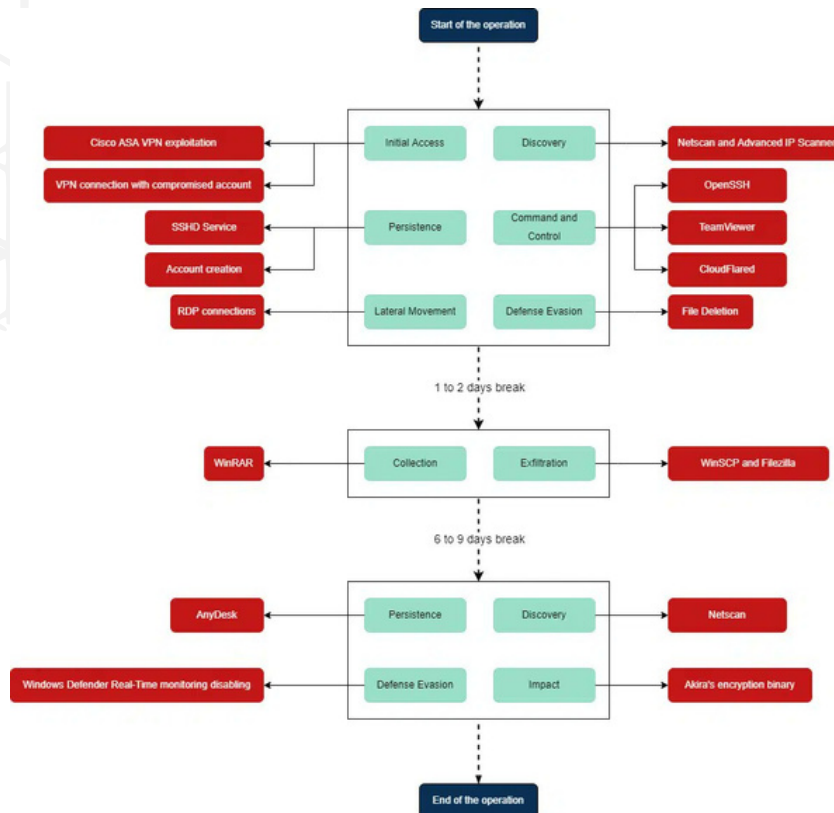 Start of the operation
Cisco ASA VPN exploitation
Initial Access
Discovery
Netscan and Advanced IP Scanner
VPN connection with compromised account
OpenSSH
SSHD Service
Persistence
Command and
Control
TeamViewer
Account creation
CloudFlared
RDP connections
Lateral Movement
Defense Evasion
File Deletion
1 to 2 days break
WinRAR
Collection
Exfiltration
WinSCP and Filezilla
6 to 9 days break
AnyDesk
Persistence
Discovery
Netscan
Windows Defender Real-Time monitoring disabling
Defense Evasion
Impact
Akira's encryption binary
End of the operation